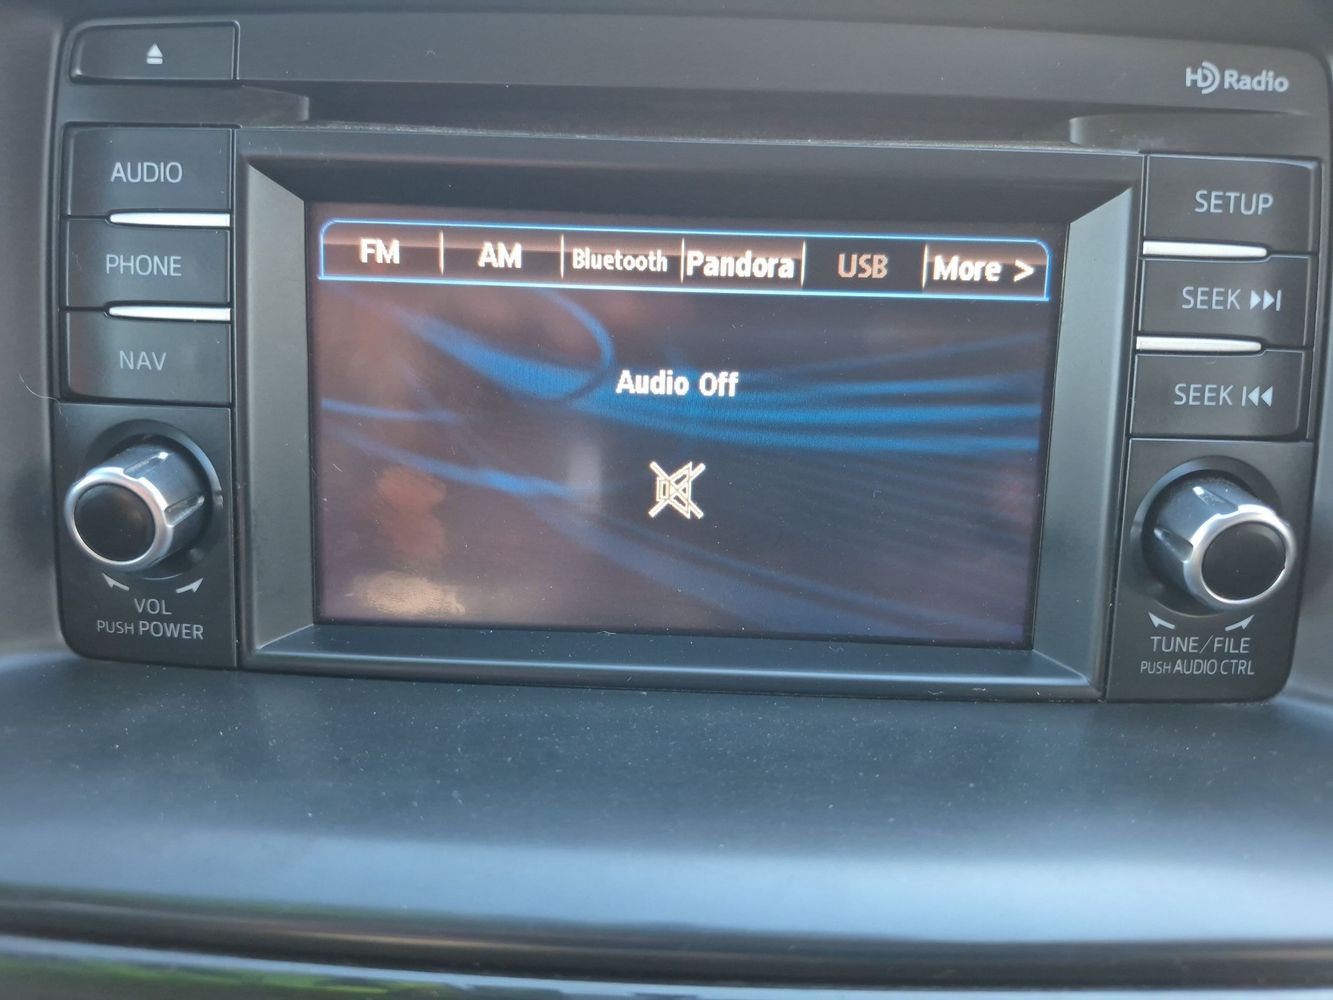 HD Radio
AUDIO
PHONE
NAV
VOL
PUSH POWER
FM AM Bluetooth Pandora USB More >
Audio Off
SETUP
SEEK
SEEK
TUNE/FILE
PUSH AUDIO CTRL